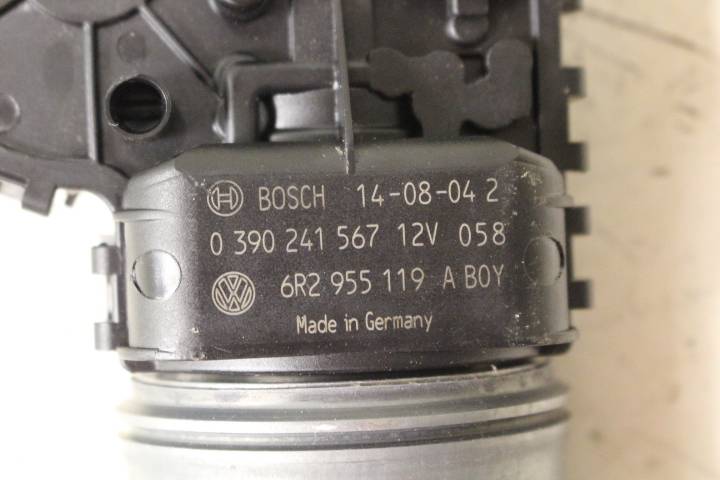 BOSCH 14-08-04 2
0 390 241 567 12V 058
6R2 955 119 A BOY
Made in Germany